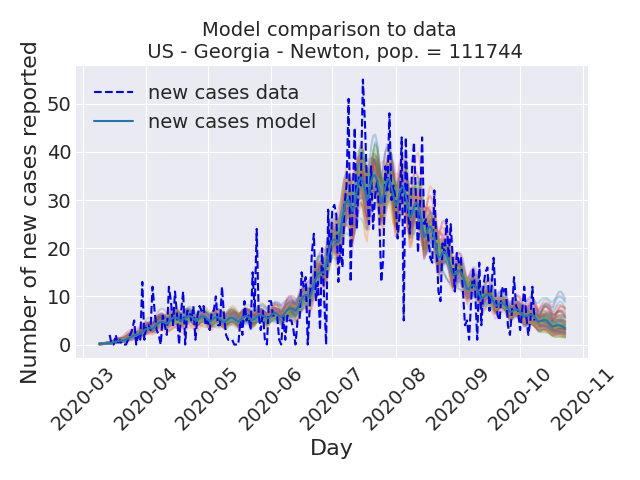 Model comparison to data
US - Georgia - Newton, pop. = 111744
Number of new cases reported
new cases data
new cases model
50
40
30
20
10
0
2020-03
2020-04
2020-05
2020-06
2020-07
2020-08
2020-09
2020-10
2020-11
Day